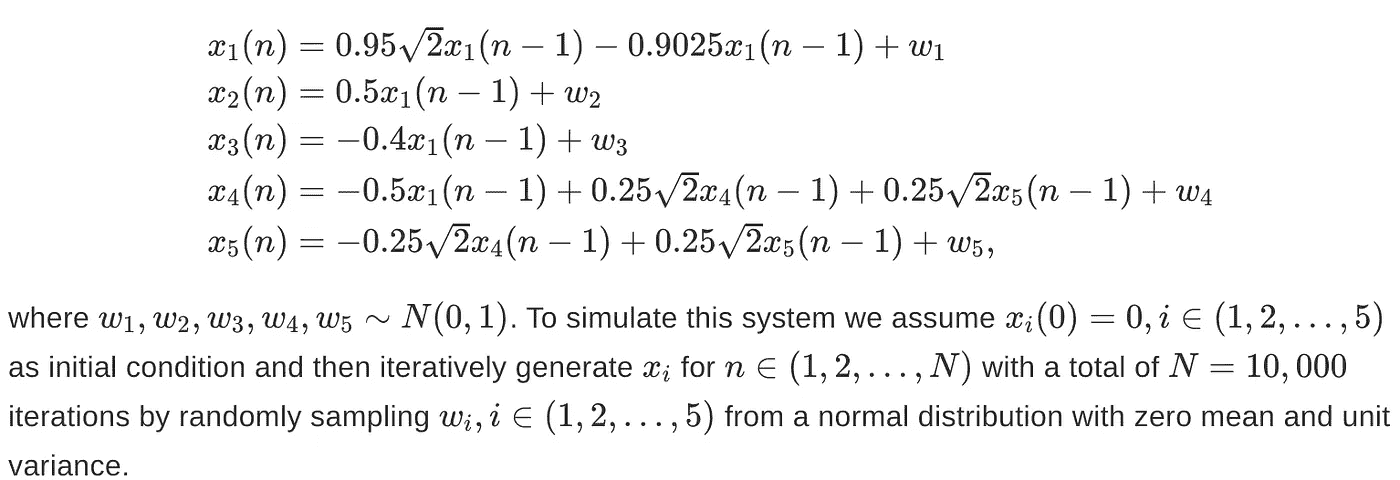 x₁(n) = 0.95√2x₁(n − 1) − 0.9025x₁(n − 1) + w₁
x₂(n) = 0.5x₁(n − 1) + w₂
x₃(n) = −0.4x₁(n − 1) + w₃
x₄(n) = −0.5x₁(n − 1) + 0.25√2x₄(n − 1) + 0.25√2x₅(n − 1) + w₄
x₅(n) = −0.25√2x₄(n − 1) + 0.25√2x₅(n − 1) + w₅,
where w₁, w₂, w₃, w₄, w₅ ∼ N(0, 1). To simulate this system we assume xᵢ(0) = 0, i ∈ (1, 2, …, 5)
as initial condition and then iteratively generate xᵢ for n ∈ (1, 2, …, N) with a total of N = 10,000
iterations by randomly sampling wᵢ, i ∈ (1, 2, …, 5) from a normal distribution with zero mean and unit
variance.